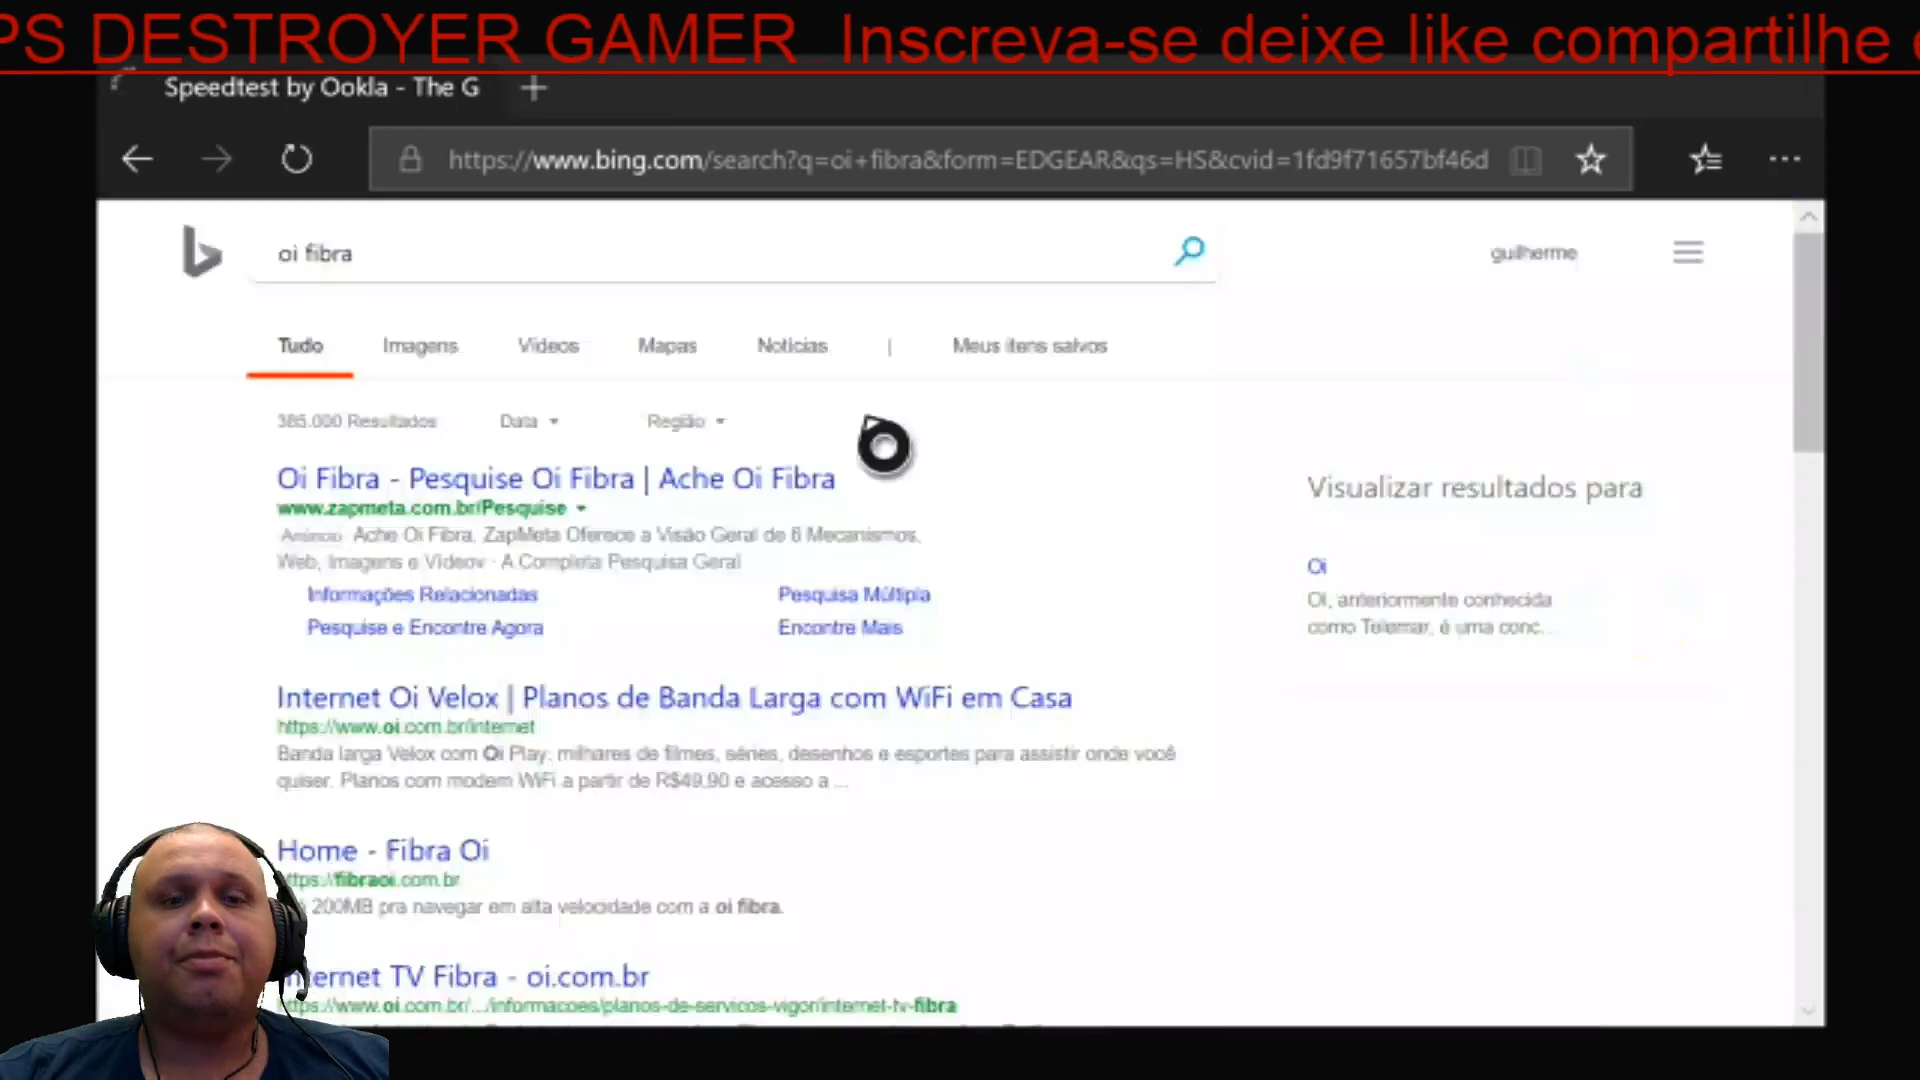 PS DESTROYER GAMER Inscreva-se deixe like compartilhe
Speedtest by Ookla - The G
https://www.bing.com/search?q=oi+fibra&form=EDGEAR&qs=HS&cvid=1fd9f71657bf46d
oi fibra
guilherme
Tudo Imagens Vídeos Mapas Notícias | Meus itens salvos
385.000 Resultados Data Região
Oi Fibra - Pesquise Oi Fibra | Ache Oi Fibra
www.zapmeta.com.br/Pesquise
Anúncio Ache Oi Fibra. ZapMeta Oferece a Visão Geral de 6 Mecanismos.
Web, Imagens e Vídeov · A Completa Pesquisa Geral
Informações Relacionadas Pesquisa Múltipla
Pesquise e Encontre Agora Encontre Mais
Visualizar resultados para
Oi
Oi, anteriormente conhecida
como Telemar, é uma conc...
Internet Oi Velox | Planos de Banda Larga com WiFi em Casa
https://www.oi.com.br/internet
Banda larga Velox com Oi Play: milhares de filmes, séries, desenhos e esportes para assistir onde você
quiser. Planos com modem WiFi a partir de R$49,90 e acesso a ...
Home - Fibra Oi
ttps://fibraoi.com.br
200MB pra navegar em alta velocidade com a oi fibra.
nternet TV Fibra - oi.com.br
ttps://www.oi.com.br/.../informacoes/planos-de-servicos-vigor/internet-tv-fibra